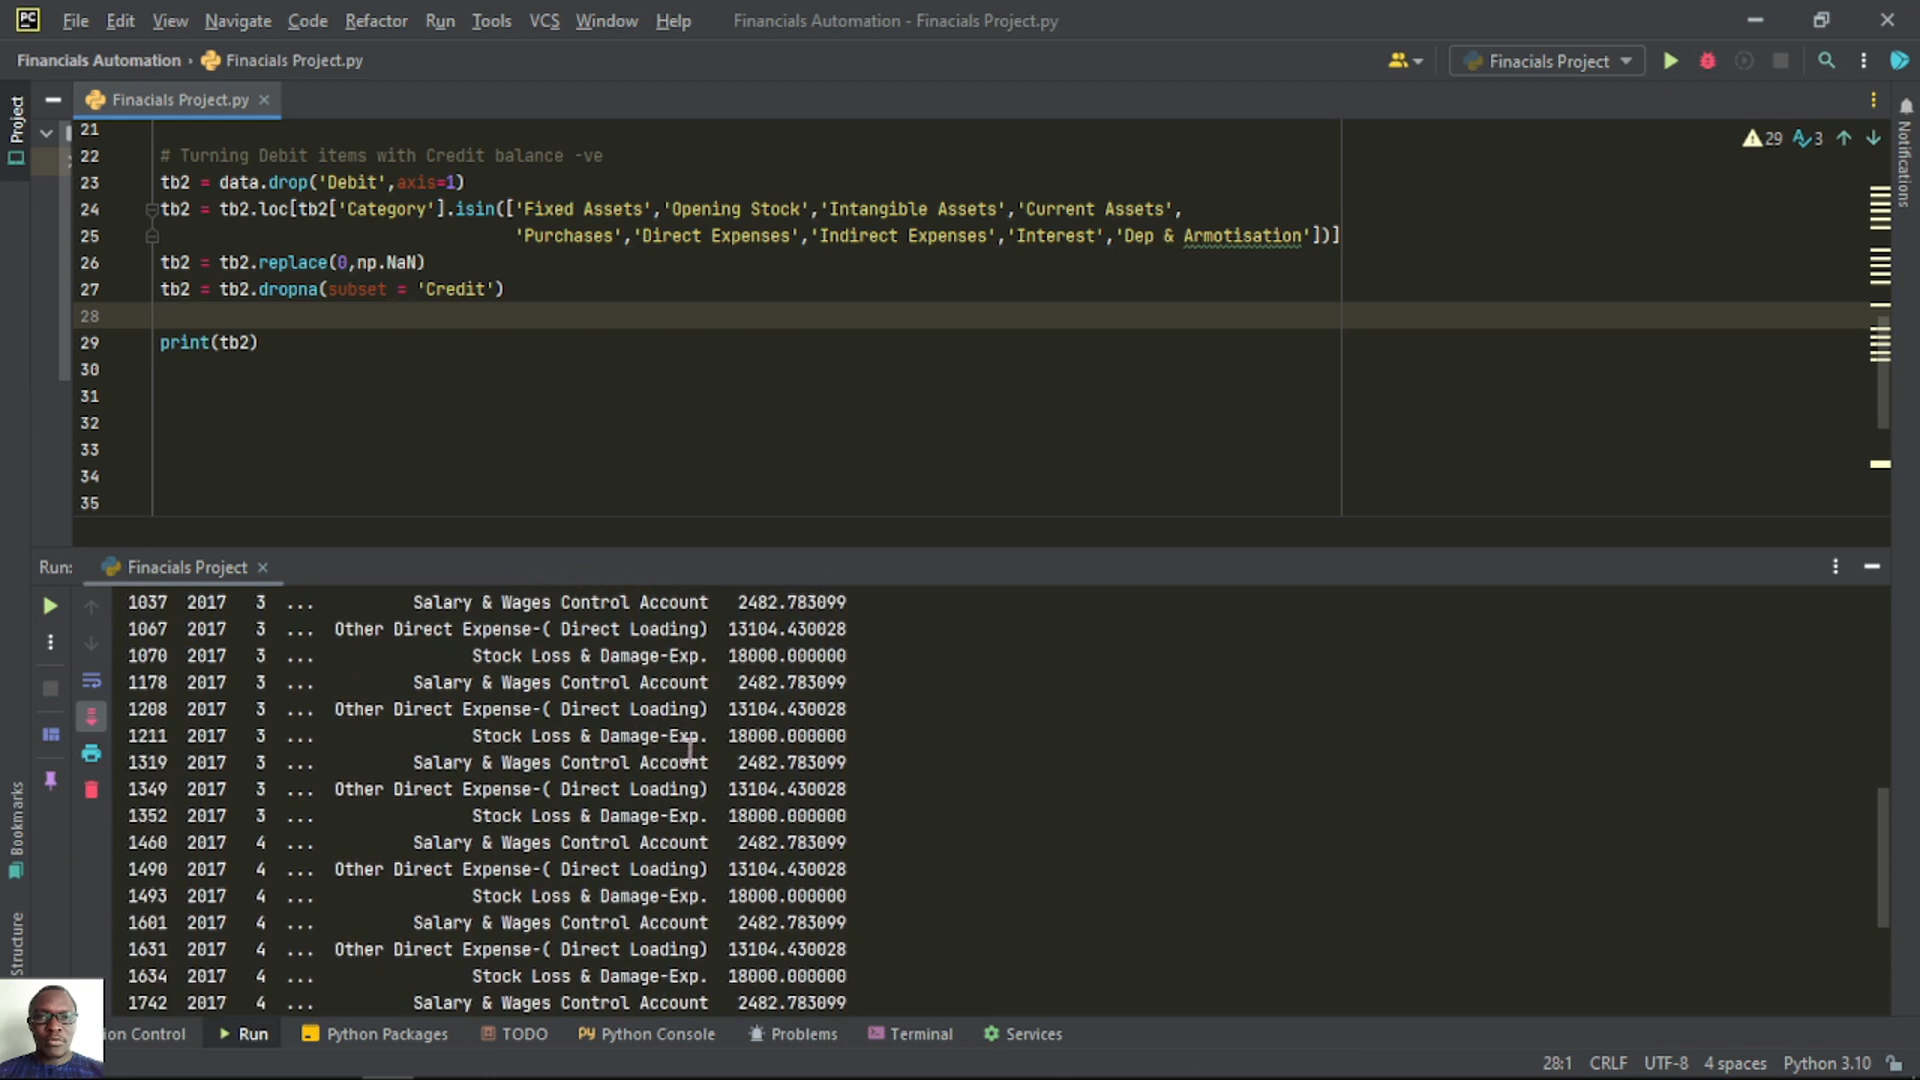 PC File Edit View Navigate Code Refactor Run Tools VCS Window Help Financials Automation - Finacials Project.py
Financials Automation › Finacials Project.py Finacials Project
Project
Finacials Project.py
Notifications
21
22 # Turning Debit items with Credit balance -ve 29 3
23 tb2 = data.drop('Debit',axis=1)
24 tb2 = tb2.loc[tb2['Category'].isin(['Fixed Assets','Opening Stock','Intangible Assets','Current Assets',
25 'Purchases','Direct Expenses','Indirect Expenses','Interest','Dep & Armotisation'])]
26 tb2 = tb2.replace(0,np.NaN)
27 tb2 = tb2.dropna(subset = 'Credit')
28
29 print(tb2)
30
31
32
33
34
35
Run: Finacials Project
1037 2017 3 ... Salary & Wages Control Account 2482.783099
1067 2017 3 ... Other Direct Expense-( Direct Loading) 13104.430028
1070 2017 3 ... Stock Loss & Damage-Exp. 18000.000000
1178 2017 3 ... Salary & Wages Control Account 2482.783099
1208 2017 3 ... Other Direct Expense-( Direct Loading) 13104.430028
1211 2017 3 ... Stock Loss & Damage-Exp. 18000.000000
1319 2017 3 ... Salary & Wages Control Account 2482.783099
1349 2017 3 ... Other Direct Expense-( Direct Loading) 13104.430028
1352 2017 3 ... Stock Loss & Damage-Exp. 18000.000000
1460 2017 4 ... Salary & Wages Control Account 2482.783099
1490 2017 4 ... Other Direct Expense-( Direct Loading) 13104.430028
1493 2017 4 ... Stock Loss & Damage-Exp. 18000.000000
1601 2017 4 ... Salary & Wages Control Account 2482.783099
1631 2017 4 ... Other Direct Expense-( Direct Loading) 13104.430028
1634 2017 4 ... Stock Loss & Damage-Exp. 18000.000000
1742 2017 4 ... Salary & Wages Control Account 2482.783099
Bookmarks
Structure
on Control Run Python Packages TODO Python Console Problems Terminal Services
28:1 CRLF UTF-8 4 spaces Python 3.10